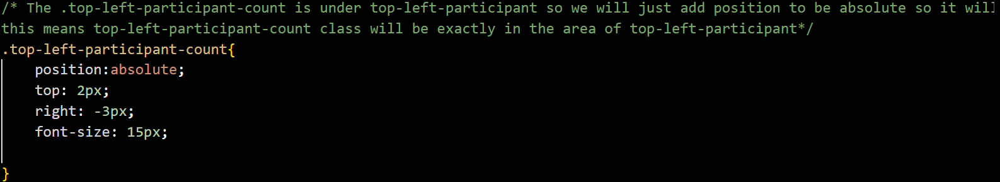 /* The .top-left-participant-count is under top-left-participant so we will just add position to be absolute so it will
this means top-left-participant-count class will be exactly in the area of top-left-participant*/
.top-left-participant-count{
position:absolute;
top: 2px;
right: -3px;
font-size: 15px;
}